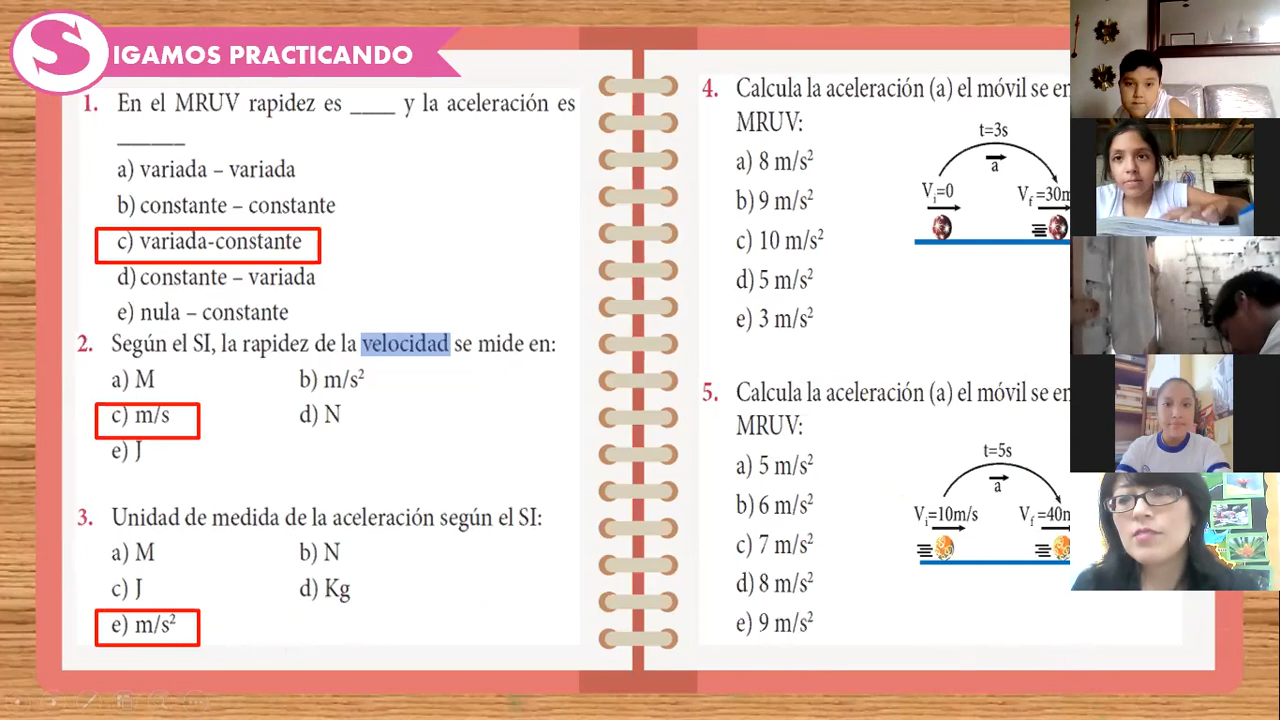 SIGAMOS PRACTICANDO
1. En el MRUV rapidez es ____ y la aceleración es
______
a) variada – variada
b) constante – constante
c) variada-constante
d) constante – variada
e) nula – constante
2. Según el SI, la rapidez de la velocidad se mide en:
a) M b) m/s²
c) m/s d) N
e) J
3. Unidad de medida de la aceleración según el SI:
a) M b) N
c) J d) Kg
e) m/s²
4. Calcula la aceleración (a) el móvil se
MRUV:
t=3s
a
Vi=0 Vf=30
a) 8 m/s²
b) 9 m/s²
c) 10 m/s²
d) 5 m/s²
e) 3 m/s²
5. Calcula la aceleración (a) el móvil se
MRUV:
t=5s
a
Vi=10m/s Vf=40
a) 5 m/s²
b) 6 m/s²
c) 7 m/s²
d) 8 m/s²
e) 9 m/s²